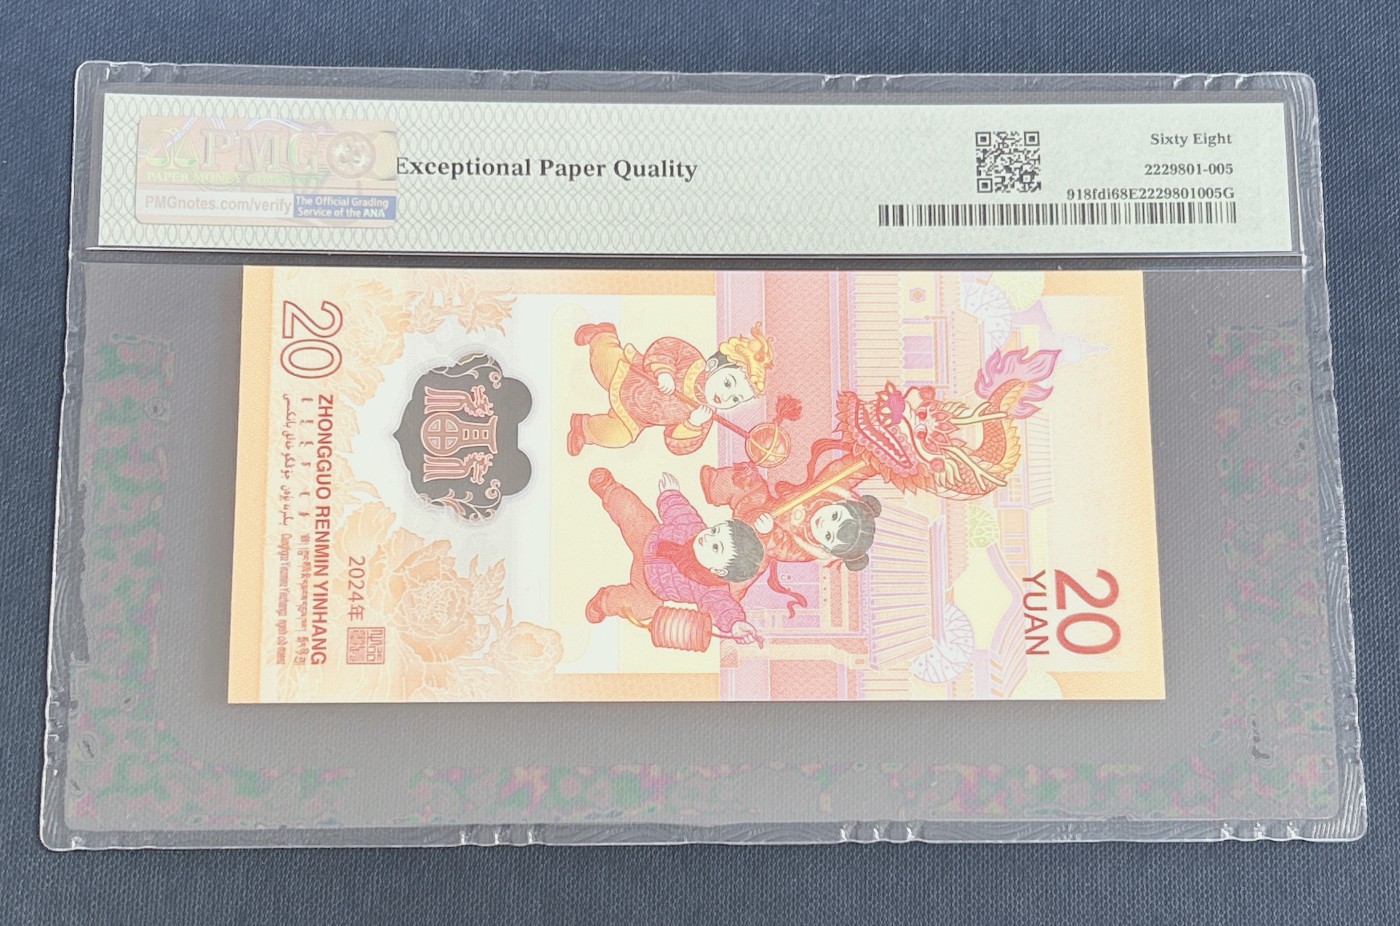 PMG
PAPER MONEY GUARANTY
PMGnotes.com/verify
The Official Grading
Service of the ANA
Exceptional Paper Quality
Sixty Eight
2229801-005
918fdi68E2229801005G
20
ZHONGGUO RENMIN YINHANG
2024年
20
YUAN